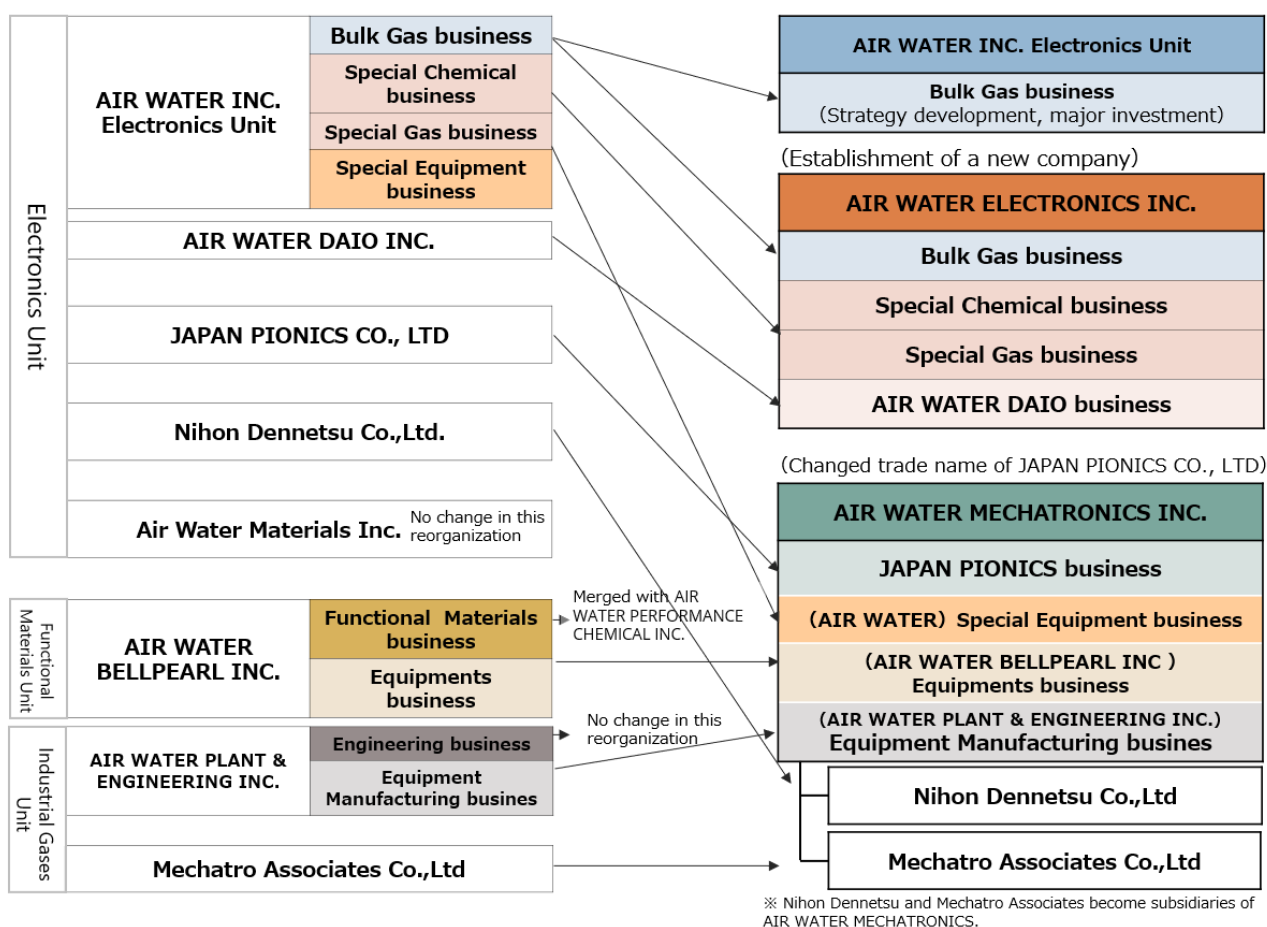 Electronics Unit
AIR WATER INC.
Electronics Unit
Bulk Gas business
Special Chemical
business
Special Gas business
Special Equipment
business
AIR WATER DAIO INC.
JAPAN PIONICS CO., LTD
Nihon Dennetsu Co.,Ltd.
Air Water Materials Inc.
No change in this
reorganization
Functional
Materials Unit
AIR WATER
BELLPEARL INC.
Functional Materials
business
Equipments
business
Merged with AIR
WATER PERFORMANCE
CHEMICAL INC.
Industrial Gases
Unit
AIR WATER PLANT &
ENGINEERING INC.
Engineering business
Equipment
Manufacturing busines
No change in this
reorganization
Mechatro Associates Co.,Ltd
AIR WATER INC. Electronics Unit
Bulk Gas business
(Strategy development, major investment)
(Establishment of a new company)
AIR WATER ELECTRONICS INC.
Bulk Gas business
Special Chemical business
Special Gas business
AIR WATER DAIO business
(Changed trade name of JAPAN PIONICS CO., LTD)
AIR WATER MECHATRONICS INC.
JAPAN PIONICS business
(AIR WATER) Special Equipment business
(AIR WATER BELLPEARL INC )
Equipments business
(AIR WATER PLANT & ENGINEERING INC.)
Equipment Manufacturing busines
Nihon Dennetsu Co.,Ltd
Mechatro Associates Co.,Ltd
※ Nihon Dennetsu and Mechatro Associates become subsidiaries of
AIR WATER MECHATRONICS.